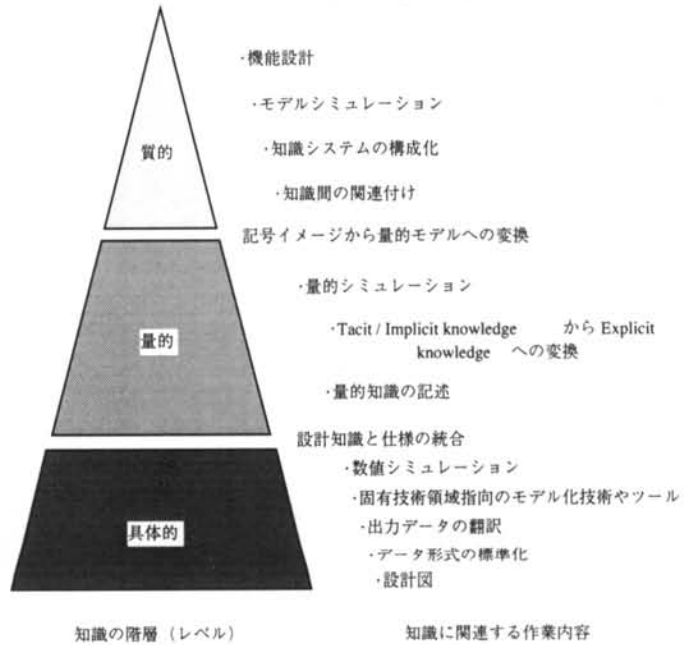 ・機能設計
・モデルシミュレーション
質的
・知識システムの構成化
・知識間の関連付け
記号イメージから量的モデルへの変換
・量的シミュレーション
・Tacit / Implicit knowledge から Explicit
knowledge への変換
量的
・量的知識の記述
設計知識と仕様の統合
・数値シミュレーション
・固有技術領域指向のモデル化技術やツール
・出力データの翻訳
具体的
・データ形式の標準化
・設計図
知識の階層（レベル）
知識に関連する作業内容